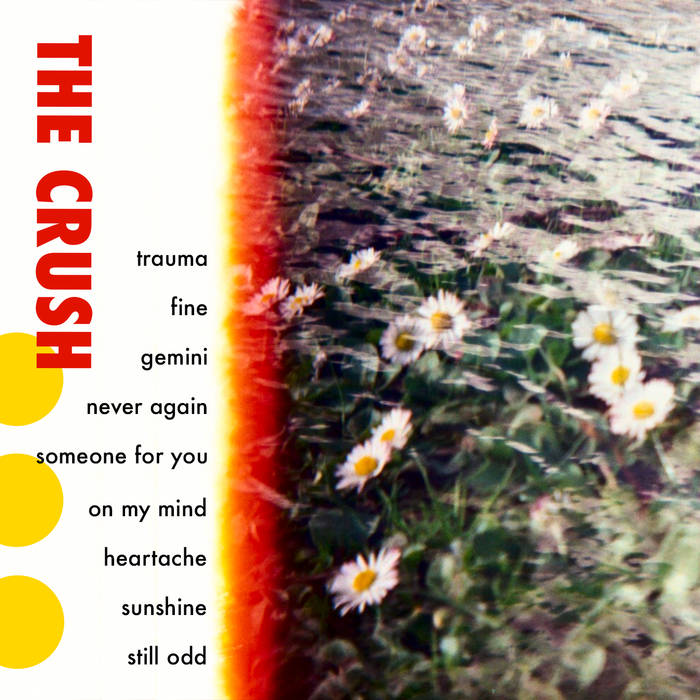 THE CRUSH
trauma
fine
gemini
never again
someone for you
on my mind
heartache
sunshine
still odd